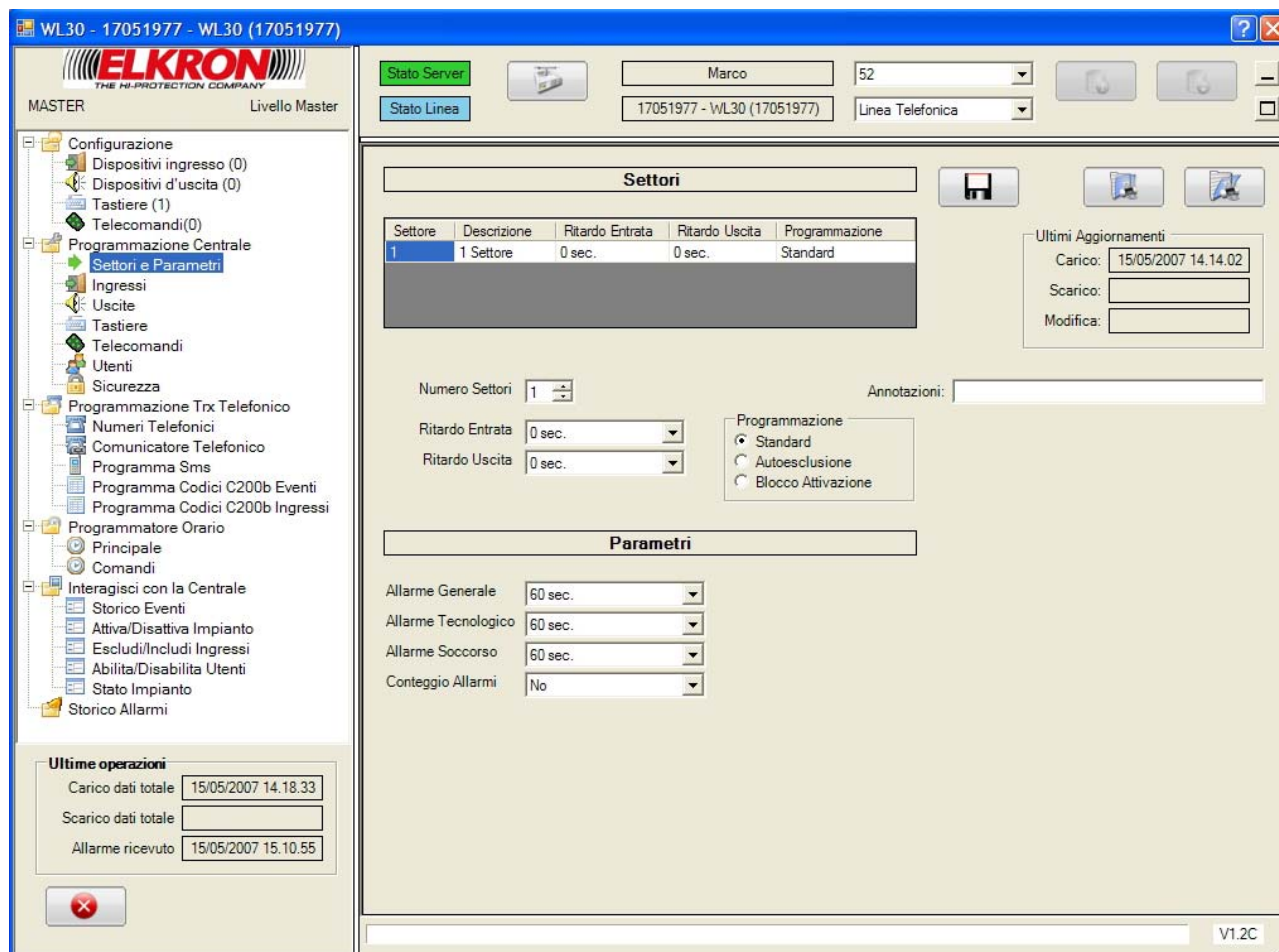 WL30 - 17051977 - WL30 (17051977)
ELKRON
THE HI-PROTECTION COMPANY
MASTER Livello Master
Configurazione
Dispositivi ingresso (0)
Dispositivi d'uscita (0)
Tastiere (1)
Telecomandi(0)
Programmazione Centrale
Settori e Parametri
Ingressi
Uscite
Tastiere
Telecomandi
Utenti
Sicurezza
Programmazione Trx Telefonico
Numeri Telefonici
Comunicatore Telefonico
Programma Sms
Programma Codici C200b Eventi
Programma Codici C200b Ingressi
Programmatore Orario
Principale
Comandi
Interagisci con la Centrale
Storico Eventi
Attiva/Disattiva Impianto
Escludi/Includi Ingressi
Abilita/Disabilita Utenti
Stato Impianto
Storico Allarmi
Ultime operazioni
Carico dati totale 15/05/2007 14.18.33
Scarico dati totale
Allarme ricevuto 15/05/2007 15.10.55
Stato Server Marco 52
Stato Linea 17051977 - WL30 (17051977) Linea Telefonica
Settori
Settore Descrizione Ritardo Entrata Ritardo Uscita Programmazione
1 1 Settore 0 sec. 0 sec. Standard
Ultimi Aggiornamenti
Carico: 15/05/2007 14.14.02
Scarico:
Modifica:
Numero Settori 1
Annotazioni:
Ritardo Entrata 0 sec.
Ritardo Uscita 0 sec.
Programmazione
Standard
Autoesclusione
Blocco Attivazione
Parametri
Allarme Generale 60 sec.
Allarme Tecnologico 60 sec.
Allarme Soccorso 60 sec.
Conteggio Allarmi No
V1.2C